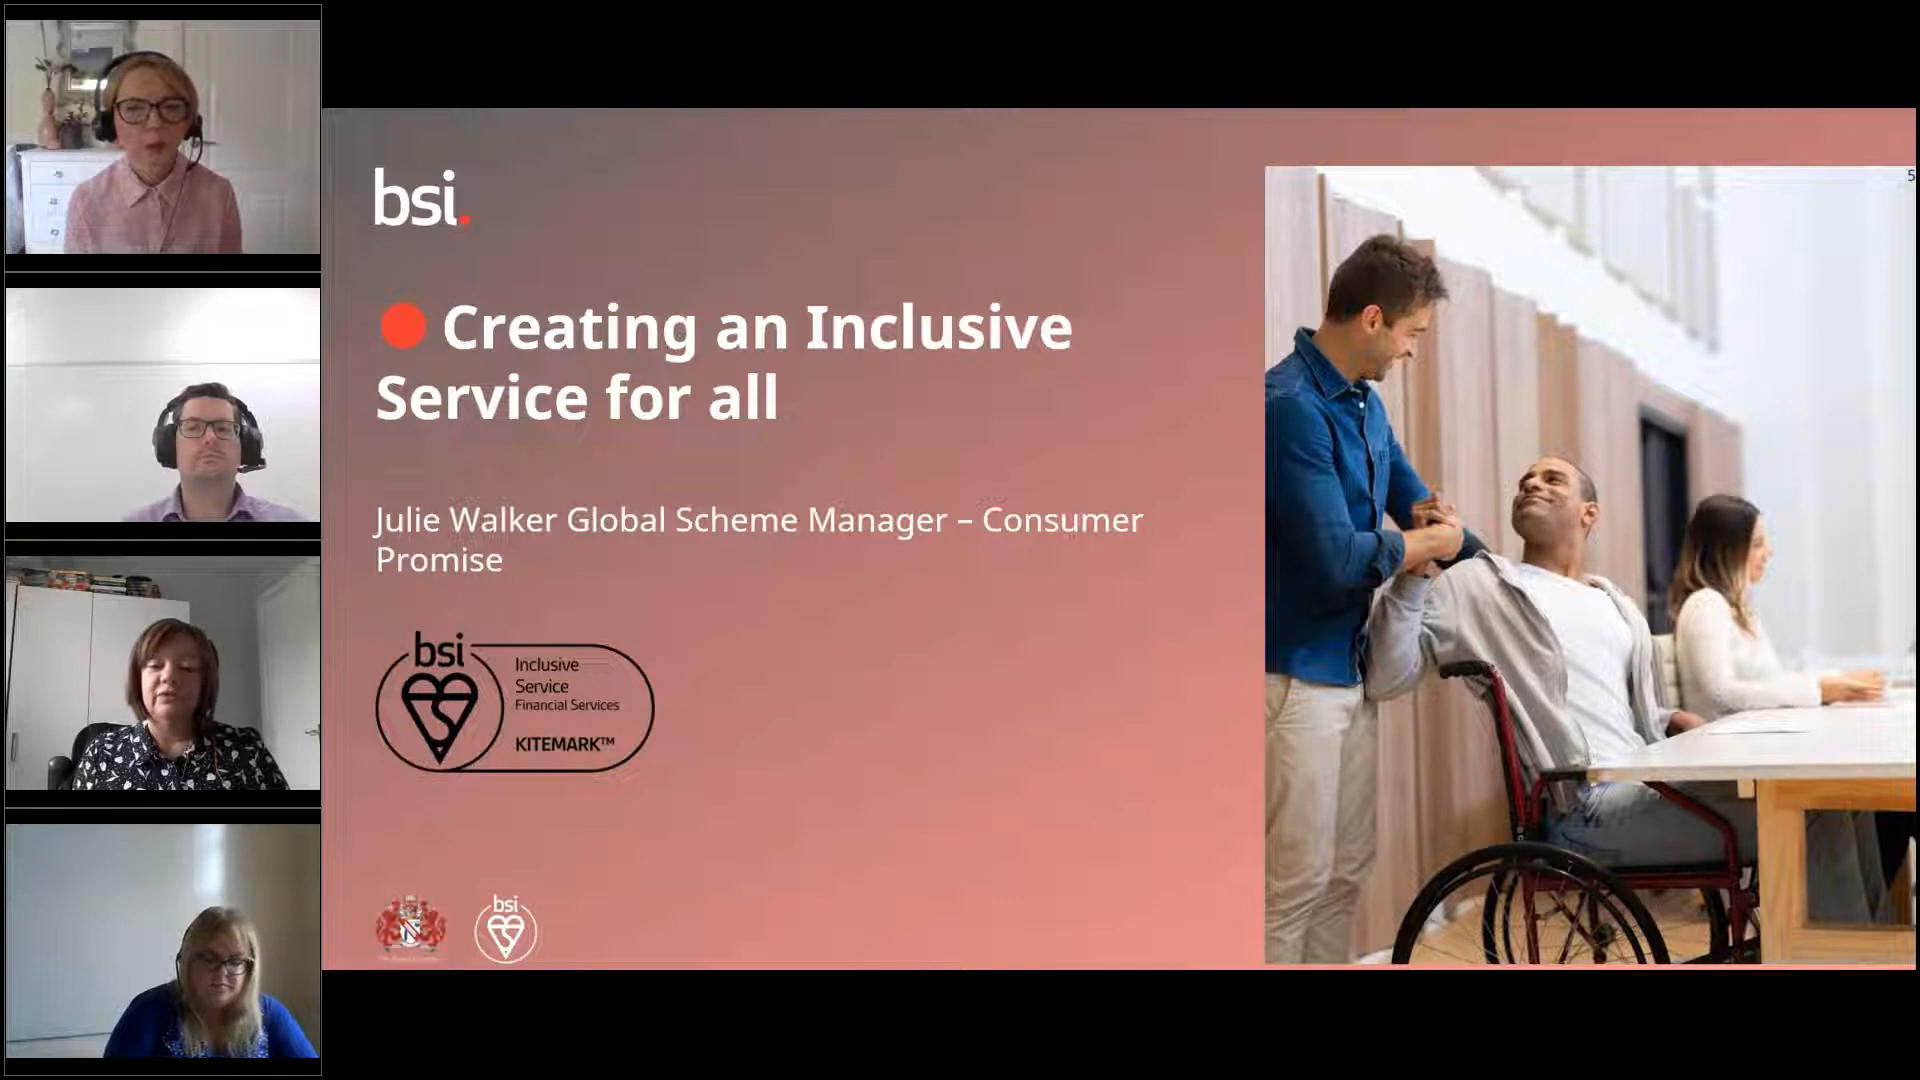 bsi.
5
Creating an Inclusive
Service for all
Julie Walker Global Scheme Manager – Consumer
Promise
bsi
Inclusive
Service
Financial Services
KITEMARK™
bsi